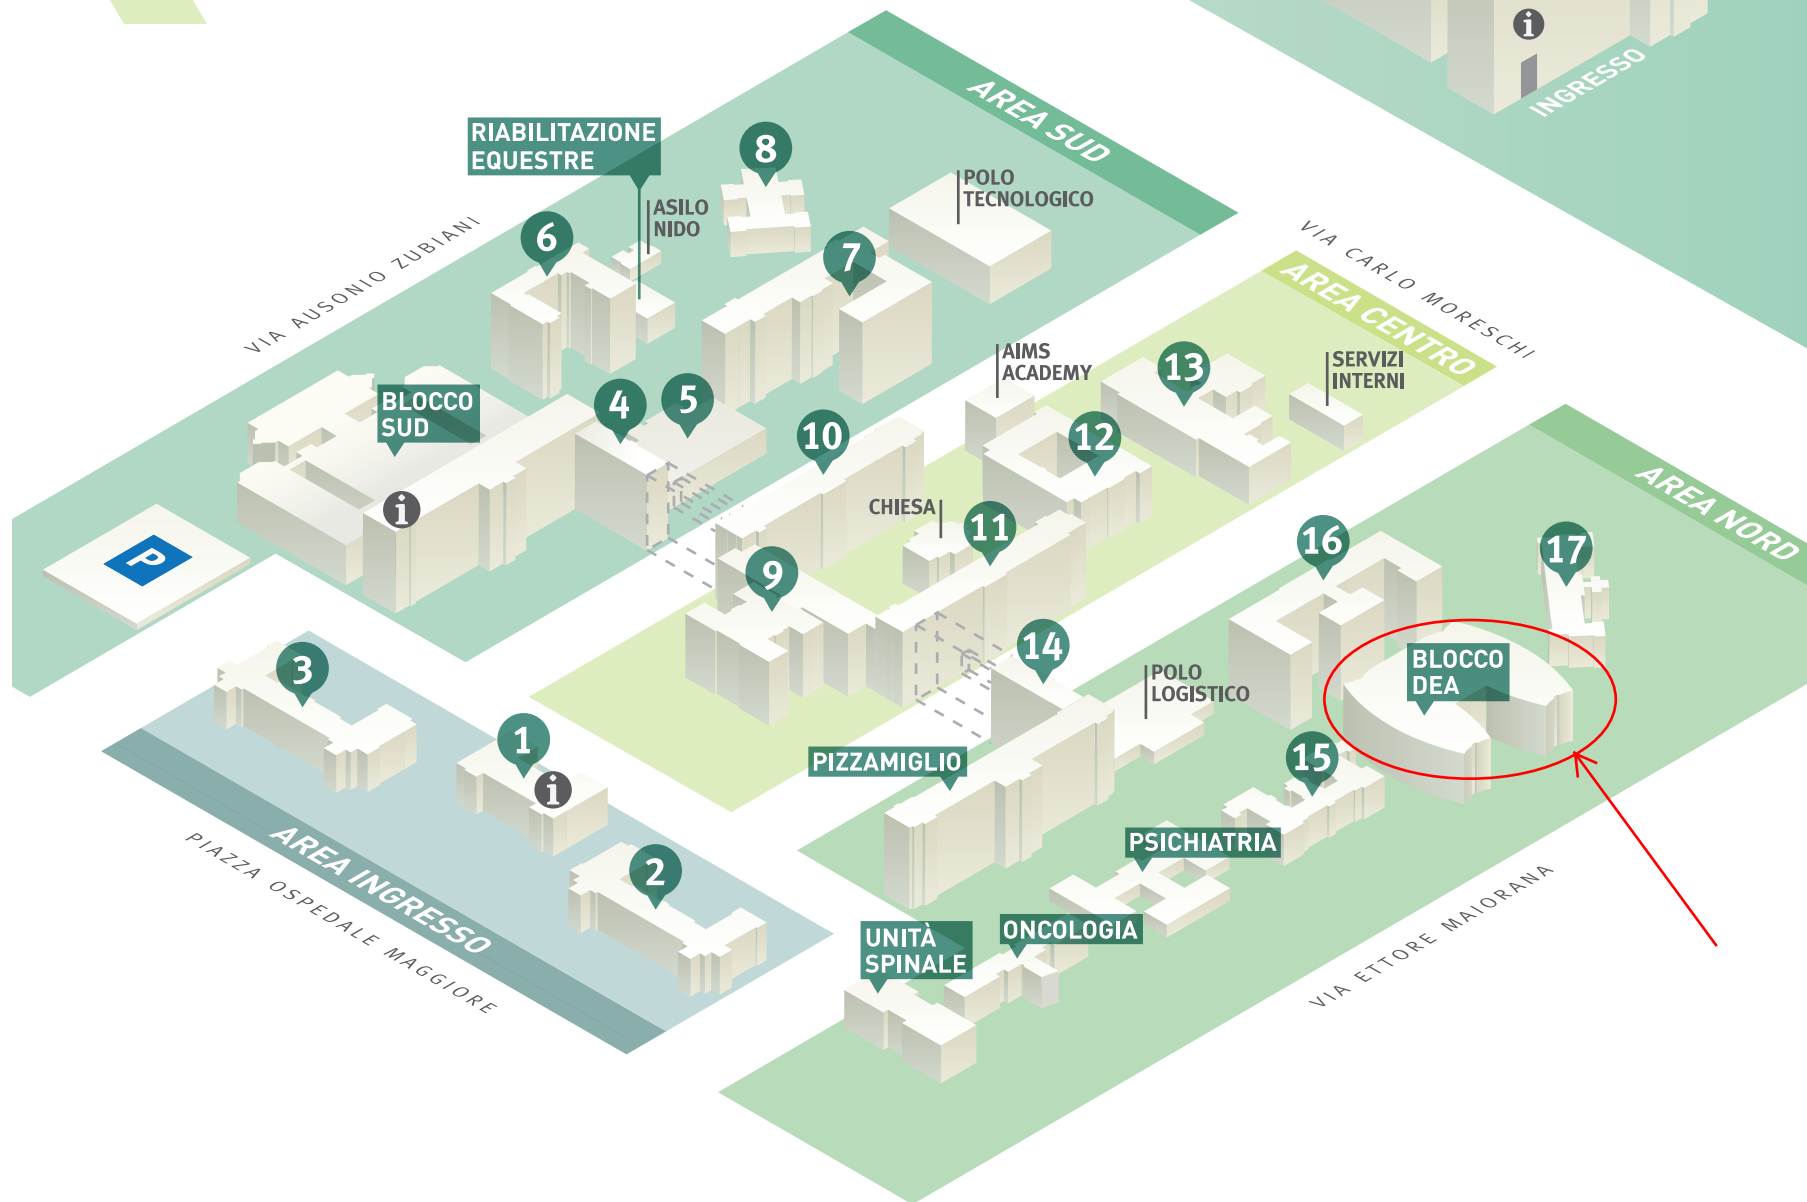 i
INGRESSO
AREA SUD
RIABILITAZIONE
EQUESTRE
8
POLO
TECNOLOGICO
ASILO
NIDO
6
7
VIA AUSONIO ZUBIANI
VIA CARLO MORESCHI
AREA CENTRO
AIMS
ACADEMY
13
SERVIZI
INTERNI
BLOCCO
SUD
4
5
10
12
i
CHIESA
11
AREA NORD
16
17
P
9
14
BLOCCO
DEA
3
POLO
LOGISTICO
1
i
PIZZAMIGLIO
15
AREA INGRESSO
PIAZZA OSPEDALE MAGGIORE
2
PSICHIATRIA
ONCOLOGIA
UNITÀ
SPINALE
VIA ETTORE MAIORANA